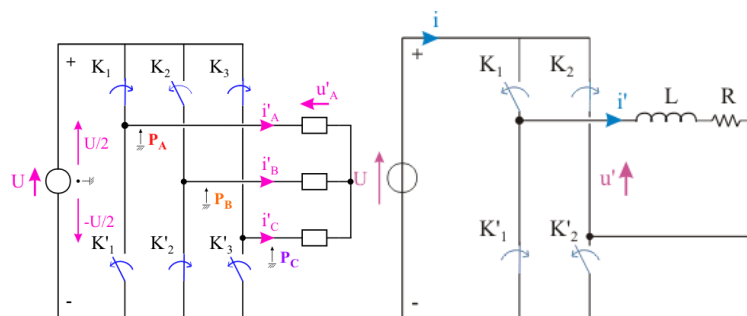 +
K1 K2 K3
u'A
i'A
U/2
PA
U
i'B
-U/2
PB
i'C
K'1 K'2 K'3
PC
-
i
+
K1 K2
i'
L R
U
u'
K'1 K'2
-